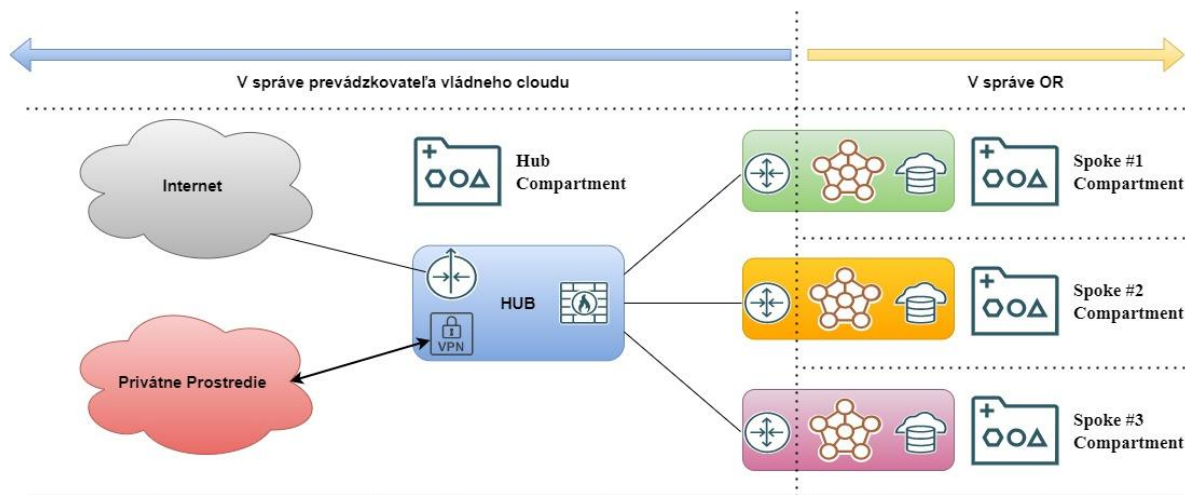 V správe prevádzkovateľa vládneho cloudu
V správe OR
Internet
Hub
Compartment
Spoke #1
Compartment
HUB
VPN
Spoke #2
Compartment
Privátne Prostredie
Spoke #3
Compartment